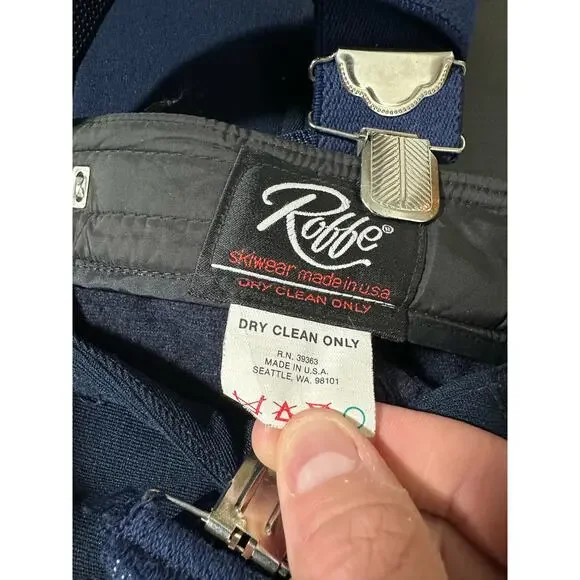 Roffe®
skiwear made in u.s.a.
DRY CLEAN ONLY
DRY CLEAN ONLY
R.N. 39363
MADE IN U.S.A.
SEATTLE, WA. 98101